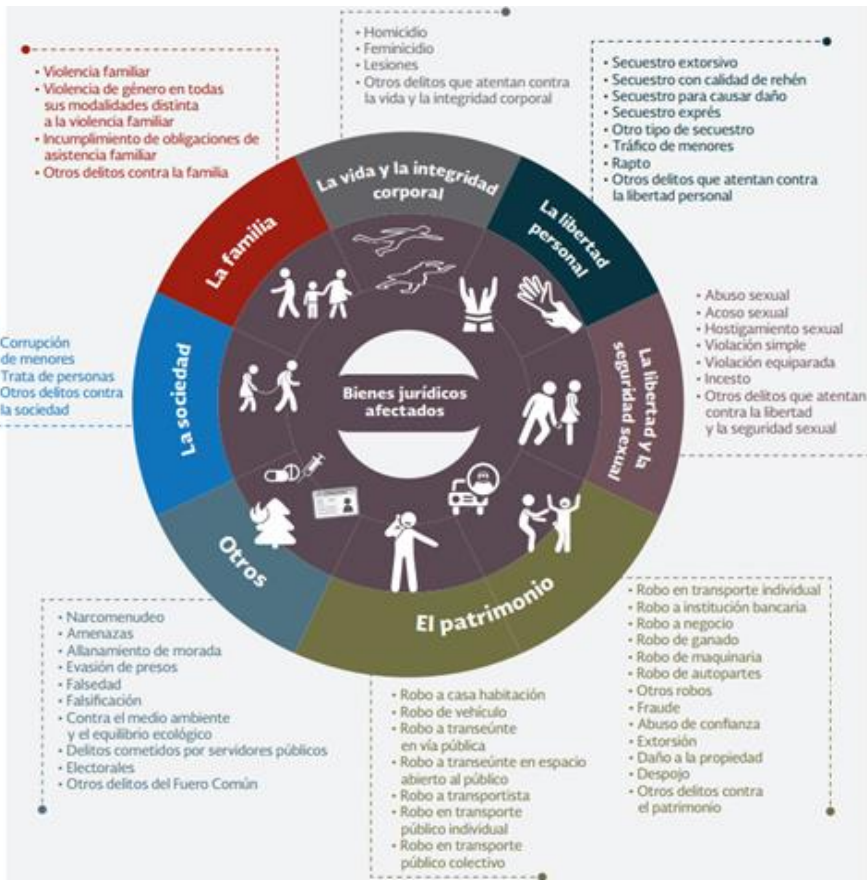 • Homicidio
• Feminicidio
• Lesiones
• Otros delitos que atentan contra
la vida y la integridad corporal
• Violencia familiar
• Violencia de género en todas
sus modalidades distinta
a la violencia familiar
• Incumplimiento de obligaciones de
asistencia familiar
• Otros delitos contra la familia
• Secuestro extorsivo
• Secuestro con calidad de rehén
• Secuestro para causar daño
• Secuestro exprés
• Otro tipo de secuestro
• Tráfico de menores
• Rapto
• Otros delitos que atentan contra
la libertad personal
La vida y la integridad
corporal
La familia
La libertad
personal
• Abuso sexual
• Acoso sexual
• Hostigamiento sexual
• Violación simple
• Violación equiparada
• Incesto
• Otros delitos que atentan
contra la libertad
y la seguridad sexual
Corrupción
de menores
Trata de personas
Otros delitos contra
la sociedad
La sociedad
Bienes jurídicos
afectados
La libertad y la
seguridad sexual
Otros
El patrimonio
• Narcomenudeo
• Amenazas
• Allanamiento de morada
• Evasión de presos
• Falsedad
• Falsificación
• Contra el medio ambiente
y el equilibrio ecológico
• Delitos cometidos por servidores públicos
• Electorales
• Otros delitos del Fuero Común
• Robo a casa habitación
• Robo de vehículo
• Robo a transeúnte
en vía pública
• Robo a transeúnte en espacio
abierto al público
• Robo a transportista
• Robo en transporte
público individual
• Robo en transporte
público colectivo
• Robo en transporte individual
• Robo a institución bancaria
• Robo a negocio
• Robo de ganado
• Robo de maquinaria
• Robo de autopartes
• Otros robos
• Fraude
• Abuso de confianza
• Extorsión
• Daño a la propiedad
• Despojo
• Otros delitos contra
el patrimonio